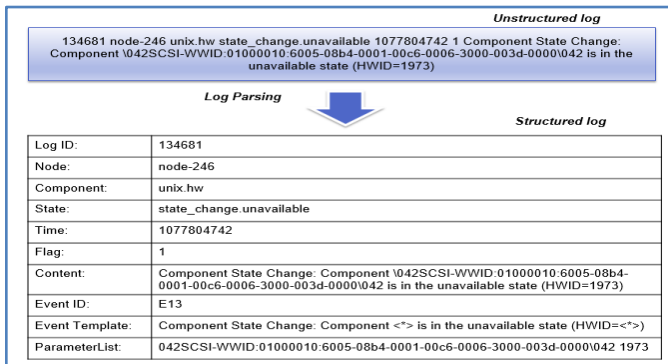 Unstructured log
134681 node-246 unix.hw state_change.unavailable 1077804742 1 Component State Change:
Component \042SCSI-WWID:01000010:6005-08b4-0001-00c6-0006-3000-003d-0000\042 is in the
unavailable state (HWID=1973)
Log Parsing
Structured log
Log ID: 134681
Node: node-246
Component: unix.hw
State: state_change.unavailable
Time: 1077804742
Flag: 1
Content: Component State Change: Component \042SCSI-WWID:01000010:6005-08b4-
0001-00c6-0006-3000-003d-0000\042 is in the unavailable state (HWID=1973)
Event ID: E13
Event Template: Component State Change: Component <*> is in the unavailable state (HWID=<*>)
ParameterList: 042SCSI-WWID:01000010:6005-08b4-0001-00c6-0006-3000-003d-0000\042 1973